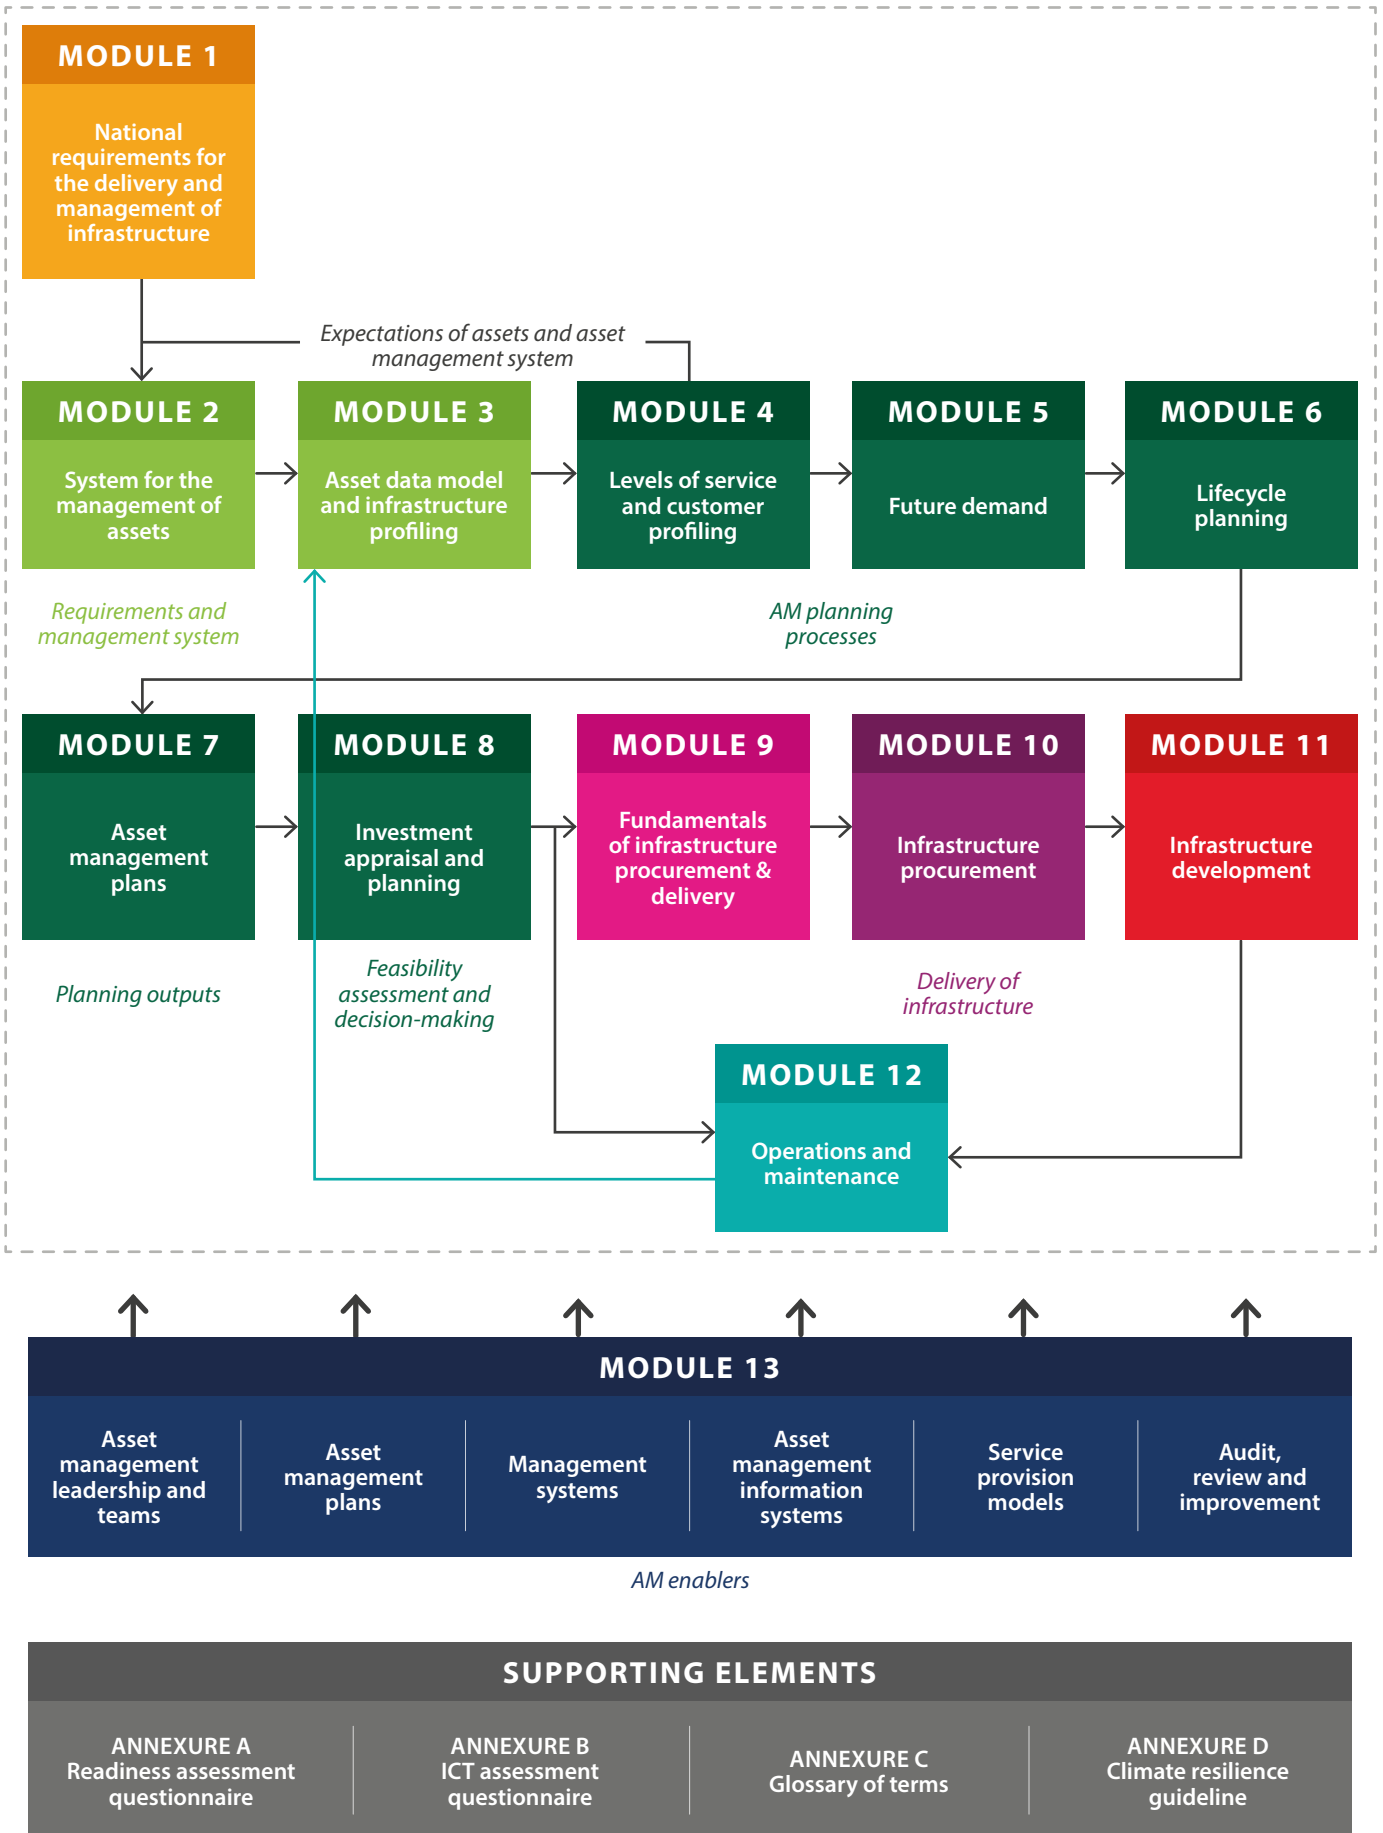 MODULE 1
National
requirements for
the delivery and
management of
infrastructure
Expectations of assets and asset
management system
MODULE 2
System for the
management of
assets
MODULE 3
Asset data model
and infrastructure
profiling
MODULE 4
Levels of service
and customer
profiling
MODULE 5
Future demand
MODULE 6
Lifecycle
planning
Requirements and
management system
AM planning
processes
MODULE 7
Asset
management
plans
MODULE 8
Investment
appraisal and
planning
MODULE 9
Fundamentals
of infrastructure
procurement &
delivery
MODULE 10
Infrastructure
procurement
MODULE 11
Infrastructure
development
Planning outputs
Feasibility
assessment and
decision-making
Delivery of
infrastructure
MODULE 12
Operations and
maintenance
MODULE 13
Asset
management
leadership and
teams
Asset
management
plans
Management
systems
Asset
management
information
systems
Service
provision
models
Audit,
review and
improvement
AM enablers
SUPPORTING ELEMENTS
ANNEXURE A
Readiness assessment
questionnaire
ANNEXURE B
ICT assessment
questionnaire
ANNEXURE C
Glossary of terms
ANNEXURE D
Climate resilience
guideline